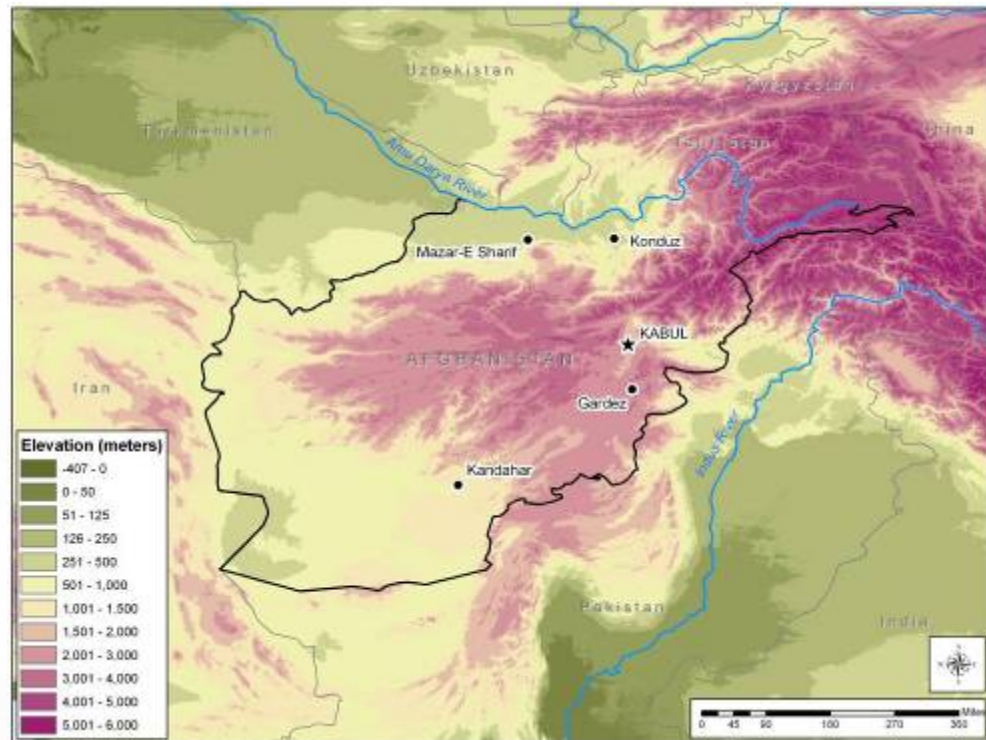 Uzbekistan
Kyrgyzstan
Turkmenistan
Tajikistan
China
Amu Darya River
Mazar-E Sharif
Konduz
KABUL
AFGHANISTAN
Iran
Gardez
Indus River
Kandahar
Pakistan
India
Elevation (meters)
-407 - 0
0 - 50
51 - 125
126 - 250
251 - 500
501 - 1,000
1,001 - 1,500
1,501 - 2,000
2,001 - 3,000
3,001 - 4,000
4,001 - 5,000
5,001 - 6,000
Miles
0 45 90 180 270 360